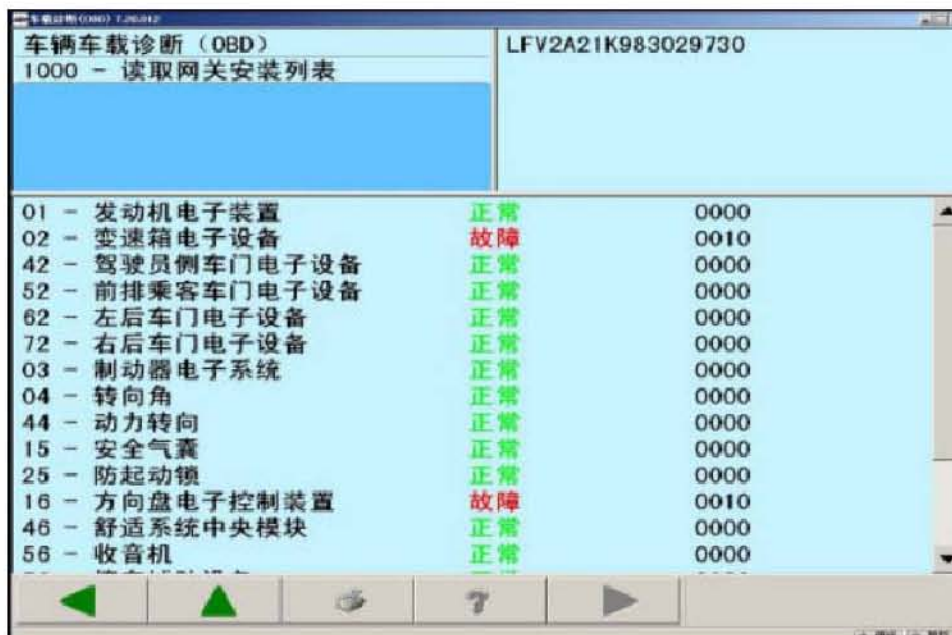 车载诊断(OBD) 7.20.012
车辆车载诊断（OBD）
1000 - 读取网关安装列表
LFV2A21K983029730
01 - 发动机电子装置 正常 0000
02 - 变速箱电子设备 故障 0010
42 - 驾驶员侧车门电子设备 正常 0000
52 - 前排乘客车门电子设备 正常 0000
62 - 左后车门电子设备 正常 0000
72 - 右后车门电子设备 正常 0000
03 - 制动器电子系统 正常 0000
04 - 转向角 正常 0000
44 - 动力转向 正常 0000
15 - 安全气囊 正常 0000
25 - 防起动锁 正常 0000
16 - 方向盘电子控制装置 故障 0010
46 - 舒适系统中央模块 正常 0000
56 - 收音机 正常 0000
?